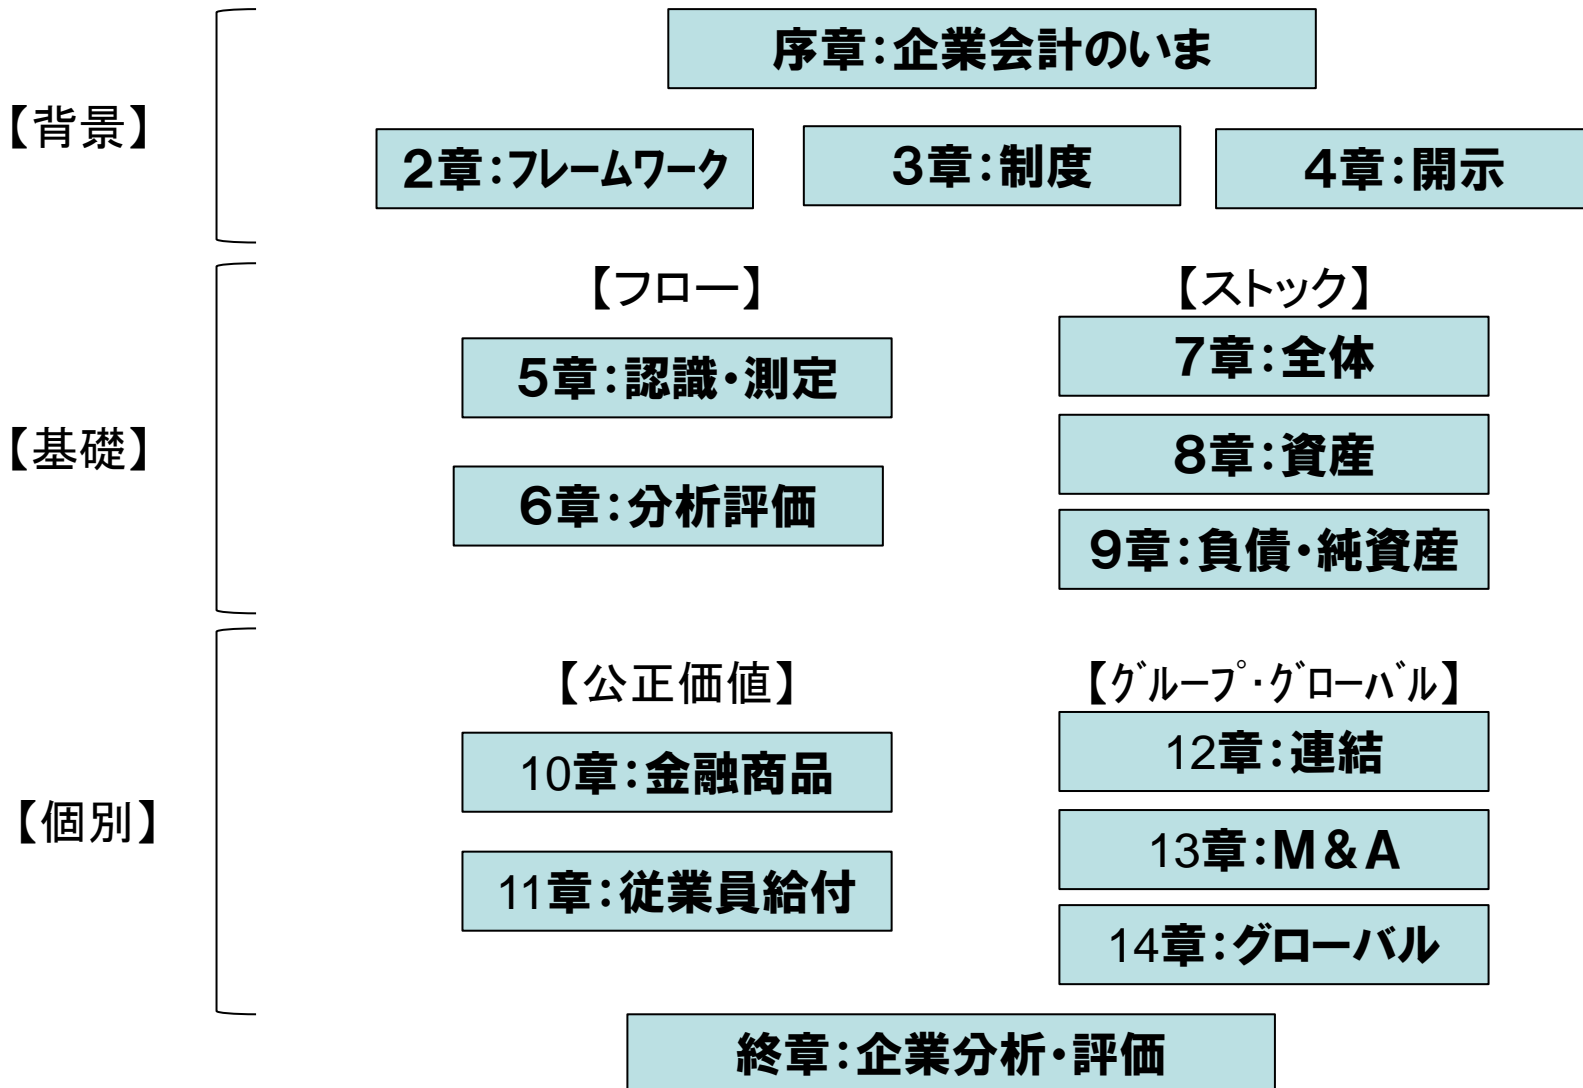 序章：企業会計のいま
【背景】
２章：フレームワーク
３章：制度
４章：開示
【フロー】
【ストック】
５章：認識・測定
７章：全体
【基礎】
８章：資産
６章：分析評価
９章：負債・純資産
【公正価値】
【ｸﾞﾙｰﾌﾟ・ｸﾞﾛｰﾊﾞﾙ】
10章：金融商品
12章：連結
【個別】
13章：Ｍ＆Ａ
11章：従業員給付
14章：グローバル
終章：企業分析・評価